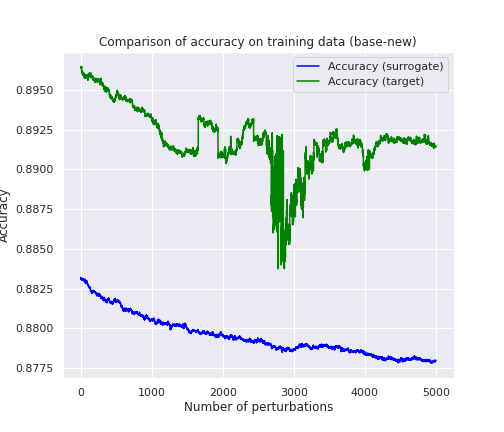 Comparison of accuracy on training data (base-new)
Accuracy (surrogate)
Accuracy (target)
0.8950
0.8925
0.8900
0.8875
0.8850
0.8825
0.8800
0.8775
Accuracy
0
1000
2000
3000
4000
5000
Number of perturbations